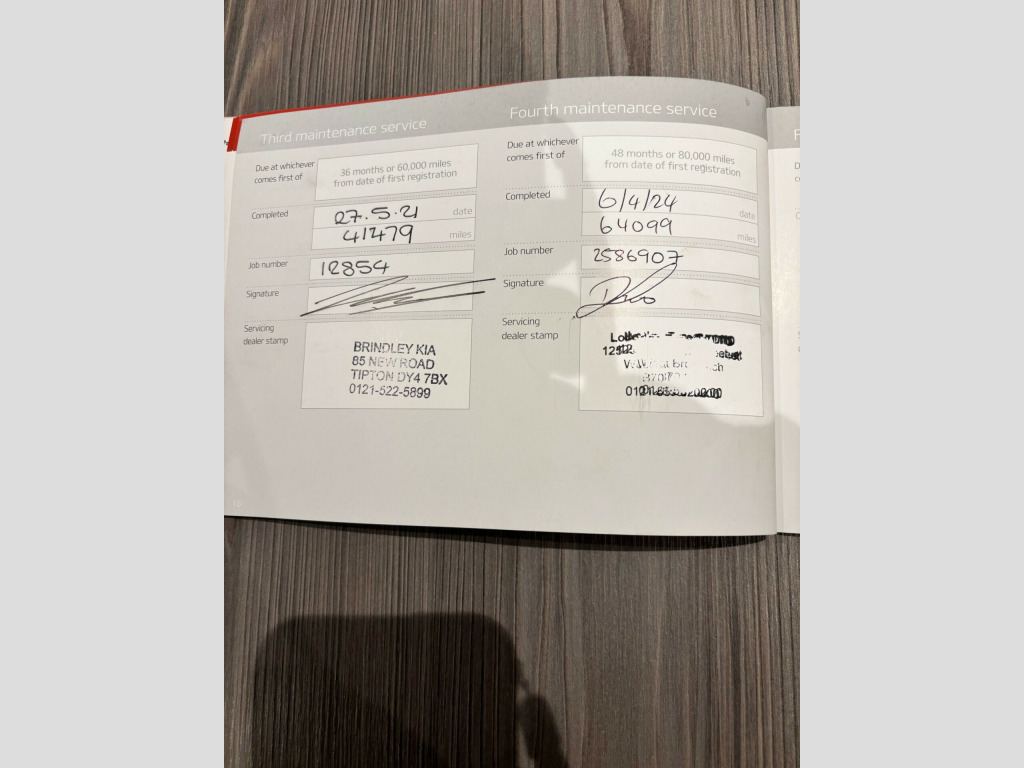 Third maintenance service
Due at whichever
comes first of
36 months or 60,000 miles
from date of first registration
Completed
27.5.21
date
41479
miles
Job number
12854
Signature
Servicing
dealer stamp
BRINDLEY KIA
85 NEW ROAD
TIPTON DY4 7BX
0121-522-5899
Fourth maintenance service
Due at whichever
comes first of
48 months or 80,000 miles
from date of first registration
Completed
6/4/24
date
64099
miles
Job number
2586907
Signature
Servicing
dealer stamp